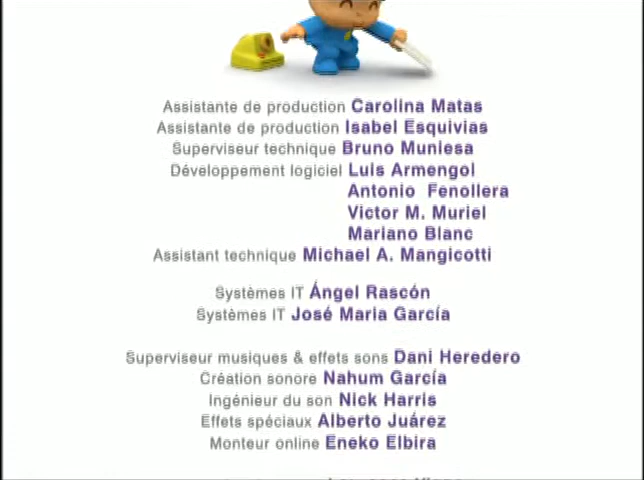 Assistante de production Carolina Matas
Assistante de production Isabel Esquivias
Superviseur technique Bruno Muniesa
Développement logiciel Luis Armengol
Antonio Fenollera
Victor M. Muriel
Mariano Blanc
Assistant technique Michael A. Mangicotti
Systèmes IT Ángel Rascón
Systèmes IT José Maria García
Superviseur musiques & effets sons Dani Heredero
Création sonore Nahum García
Ingénieur du son Nick Harris
Effets spéciaux Alberto Juárez
Monteur online Eneko Elbira